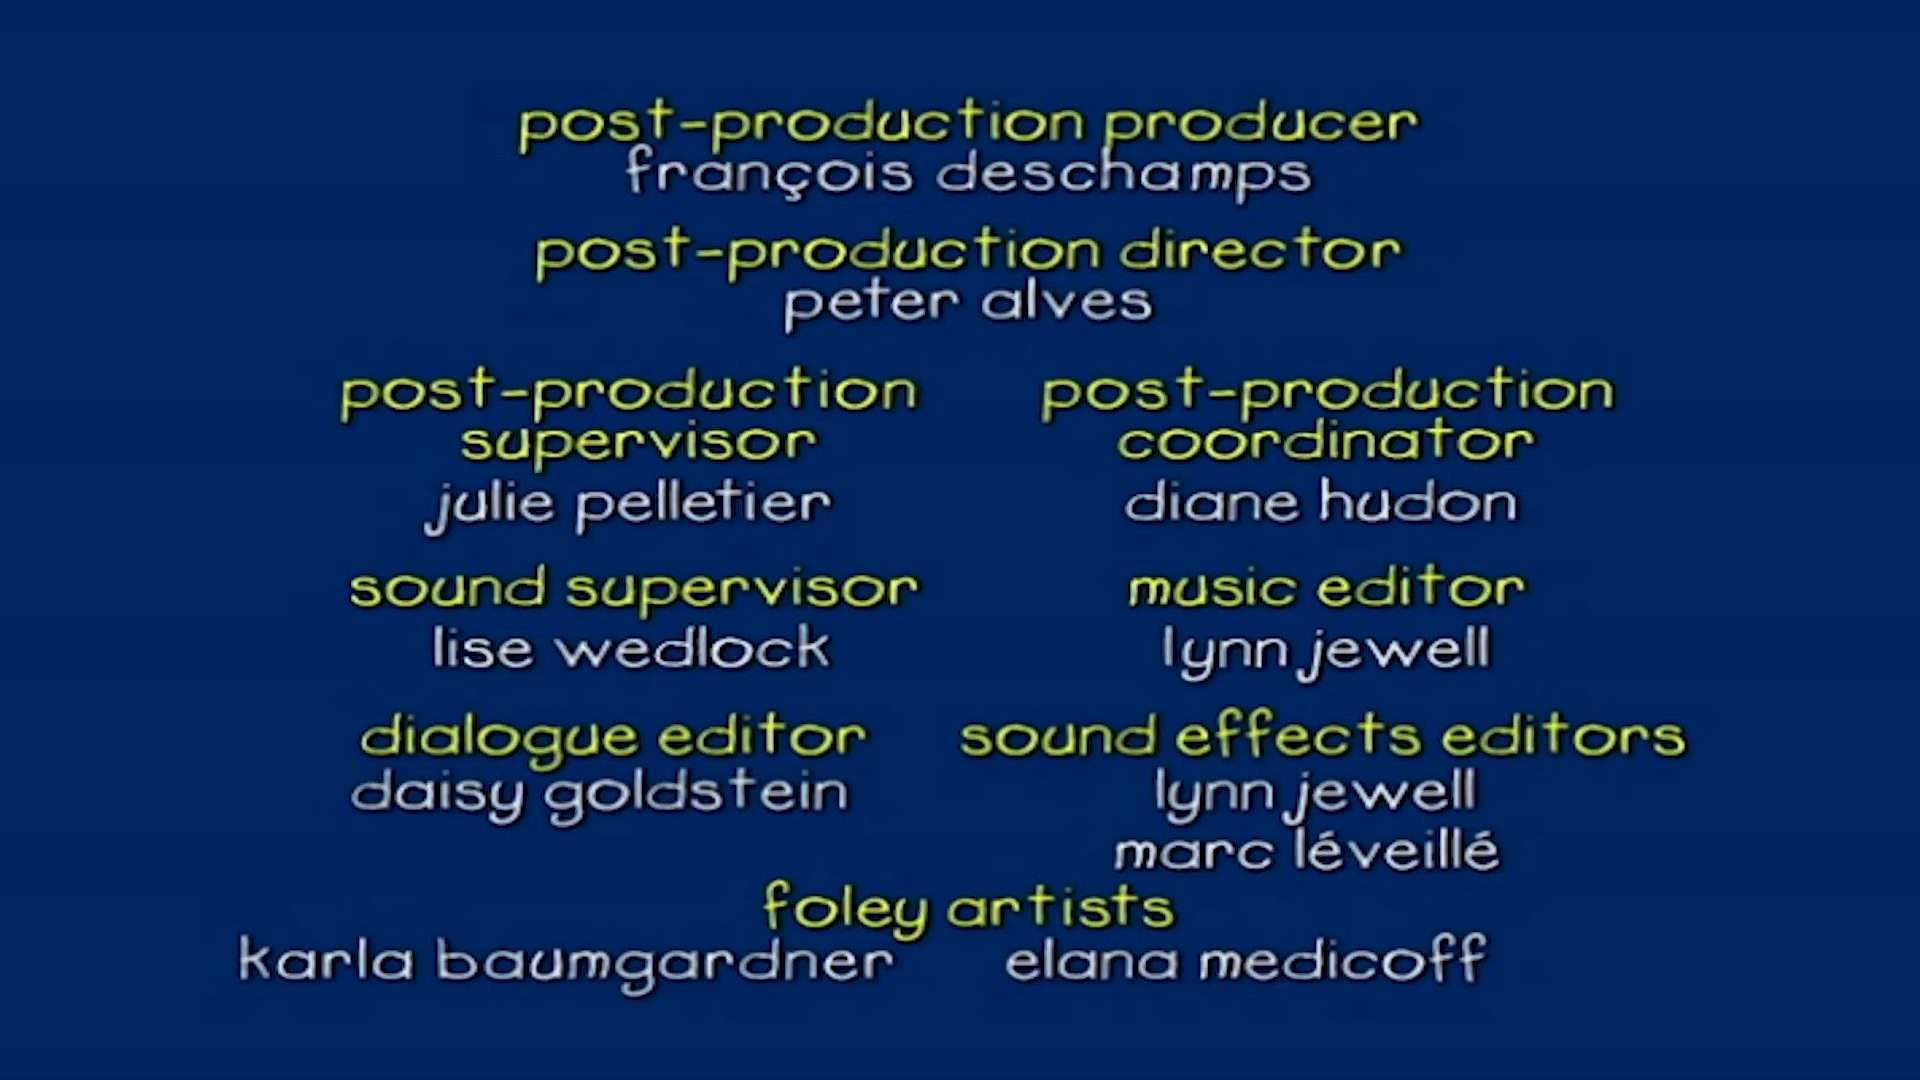 post-production producer
françois deschamps
post-production director
peter alves
post-production
supervisor
julie pelletier
post-production
coordinator
diane hudon
sound supervisor
lise wedlock
music editor
lynn jewell
dialogue editor
daisy goldstein
sound effects editors
lynn jewell
marc léveillé
foley artists
karla baumgardner
elana medicoff